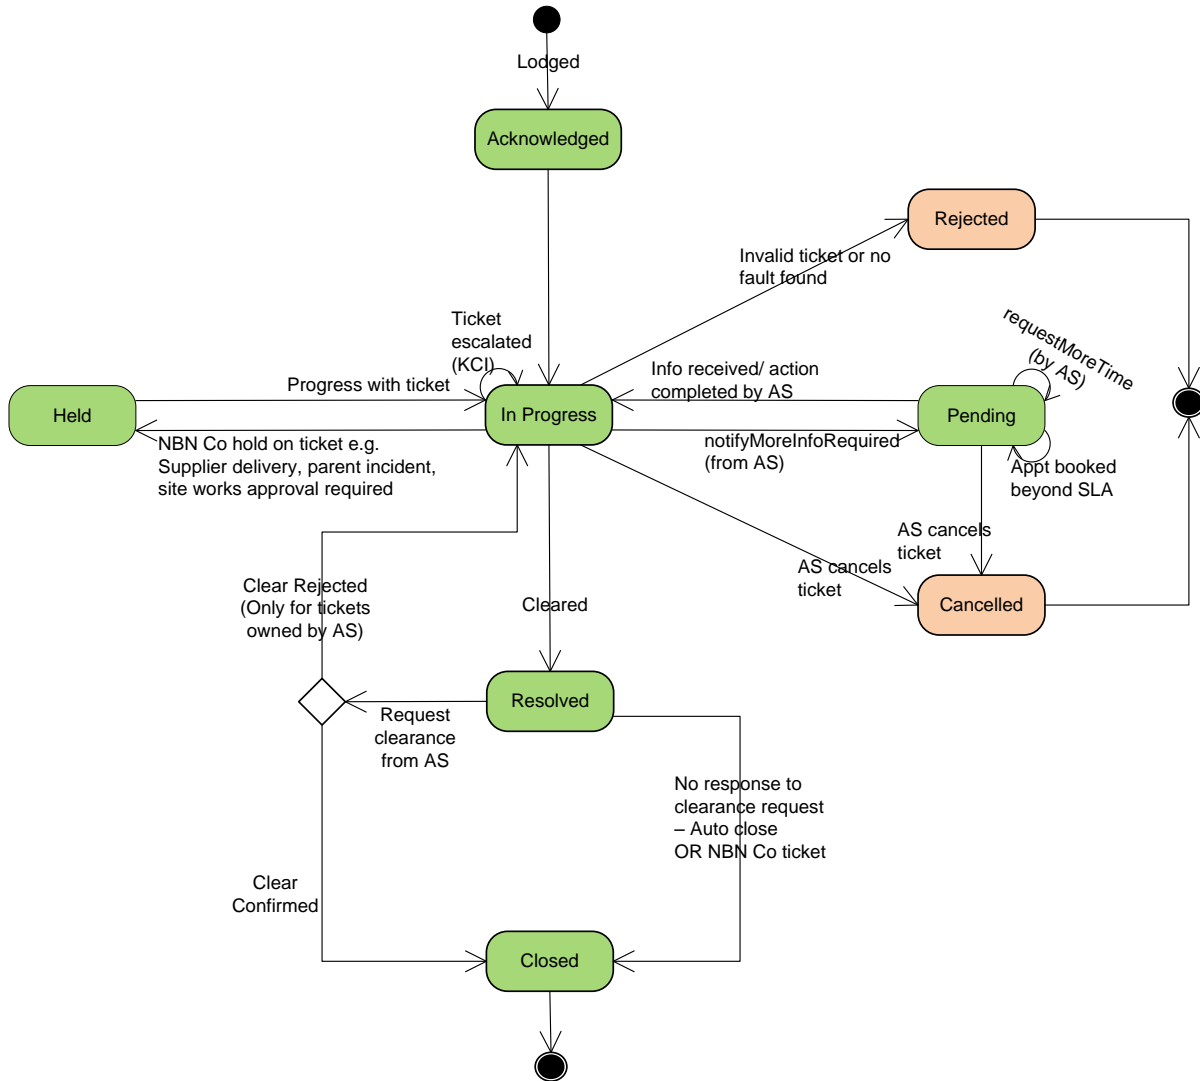 Lodged
Acknowledged
Rejected
Invalid ticket or no
fault found
Ticket
escalated
(KCI)
requestMoreTime
(by AS)
Info received/ action
completed by AS
Progress with ticket
Held
In Progress
Pending
NBN Co hold on ticket e.g.
Supplier delivery, parent incident,
site works approval required
notifyMoreInfoRequired
(from AS)
Appt booked
beyond SLA
AS cancels
ticket
AS cancels
ticket
Cancelled
Clear Rejected
(Only for tickets
owned by AS)
Cleared
Resolved
Request
clearance
from AS
No response to
clearance request
– Auto close
OR NBN Co ticket
Clear
Confirmed
Closed